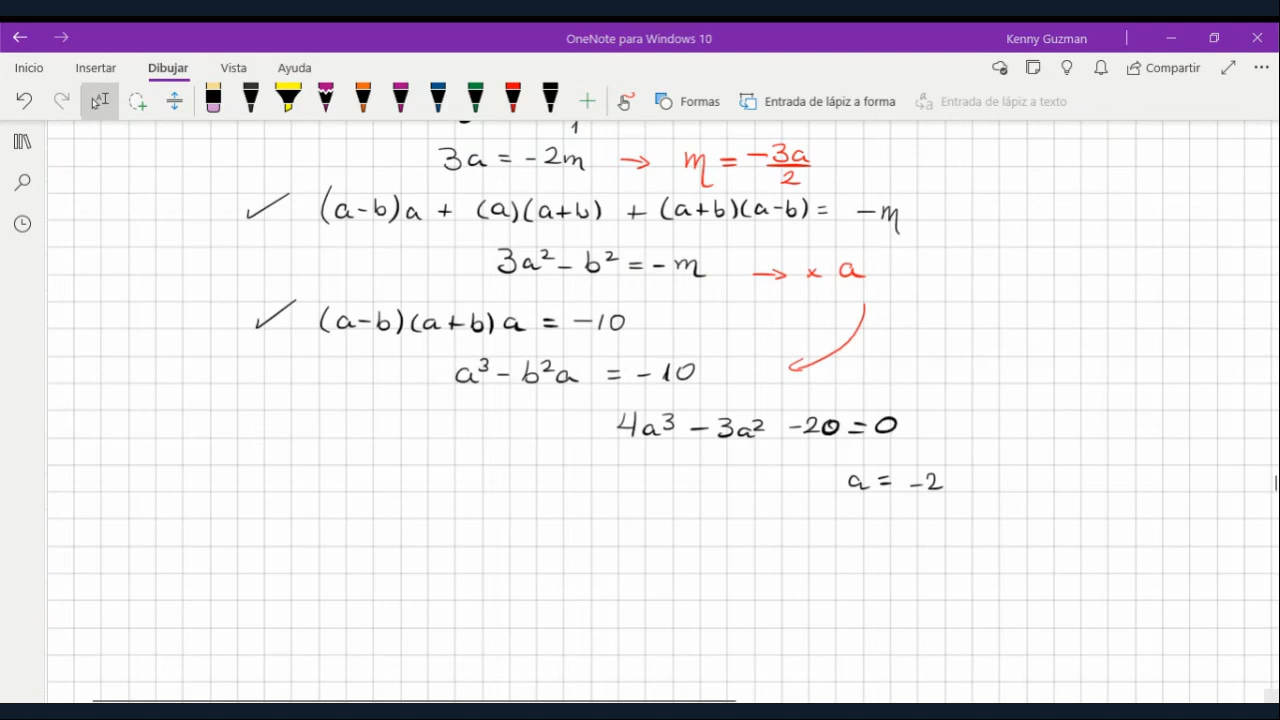 OneNote para Windows 10
Kenny Guzman
Inicio Insertar Dibujar Vista Ayuda
Compartir
Formas Entrada de lápiz a forma Entrada de lápiz a texto
3a = -2m → m = -3a/2
✓ (a-b)a + (a)(a+b) + (a+b)(a-b) = -m
3a² - b² = -m → × a
✓ (a-b)(a+b)a = -10
a³ - b²a = -10
4a³ - 3a² -20 = 0
a = -2